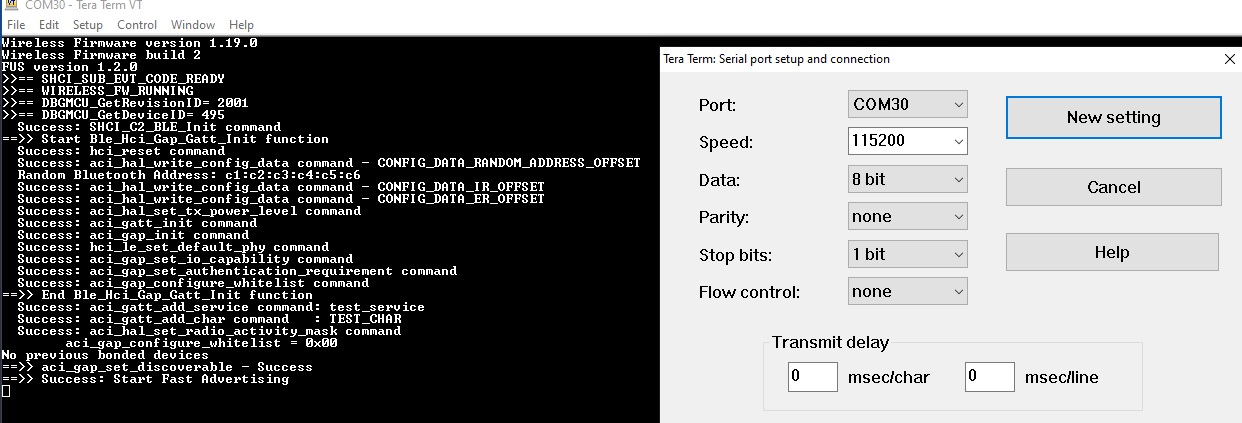 COM30 - Tera Term VT
File Edit Setup Control Window Help
Wireless Firmware version 1.19.0
Wireless Firmware build 2
FUS version 1.2.0
>>== SHCI_SUB_EVT_CODE_READY
>>== WIRELESS_FW_RUNNING
>>== DBGMCU_GetRevisionID= 2001
>>== DBGMCU_GetDeviceID= 495
Success: SHCI_C2_BLE_Init command
==>> Start Ble_Hci_Gap_Gatt_Init function
Success: hci_reset command
Success: aci_hal_write_config_data command - CONFIG_DATA_RANDOM_ADDRESS_OFFSET
Random Bluetooth Address: c1:c2:c3:c4:c5:c6
Success: aci_hal_write_config_data command - CONFIG_DATA_IR_OFFSET
Success: aci_hal_write_config_data command - CONFIG_DATA_ER_OFFSET
Success: aci_hal_set_tx_power_level command
Success: aci_gatt_init command
Success: aci_gap_init command
Success: hci_le_set_default_phy command
Success: aci_gap_set_io_capability command
Success: aci_gap_set_authentication_requirement command
Success: aci_gap_configure_whitelist command
==>> End Ble_Hci_Gap_Gatt_Init function
Success: aci_gatt_add_service command: test_service
Success: aci_gatt_add_char command   : TEST_CHAR
Success: aci_hal_set_radio_activity_mask command
aci_gap_configure_whitelist = 0x00
No previous bonded devices
==>> aci_gap_set_discoverable - Success
==>> Success: Start Fast Advertising
Tera Term: Serial port setup and connection
Port: COM30
New setting
Speed: 115200
Data: 8 bit
Cancel
Parity: none
Stop bits: 1 bit
Help
Flow control: none
Transmit delay
0 msec/char 0 msec/line